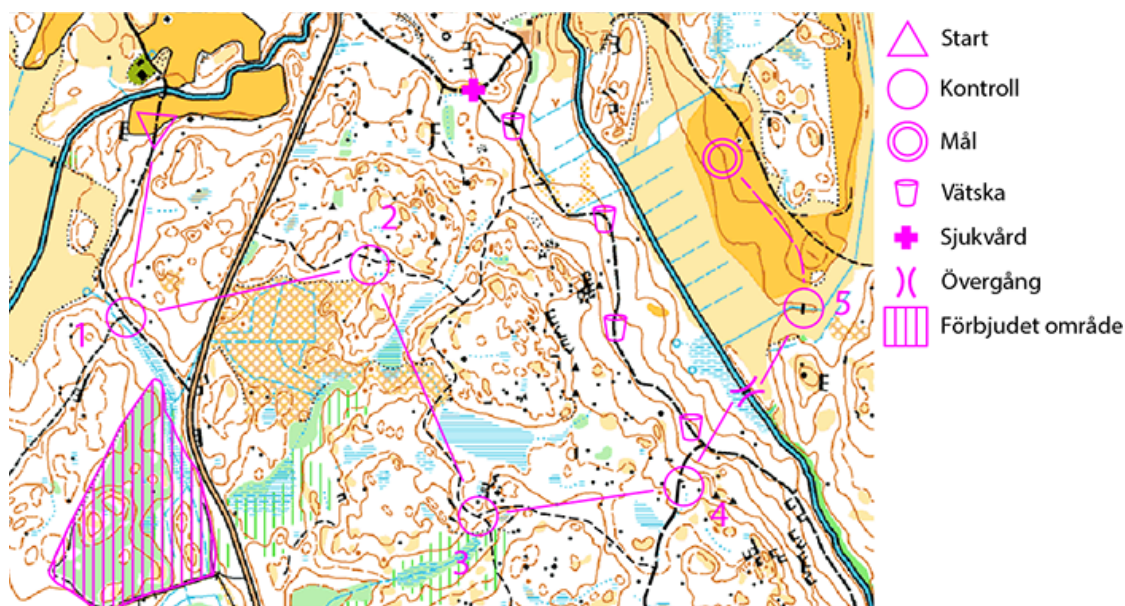 Start
Kontroll
Mål
Vätska
Sjukvård
Övergång
Förbjudet område
2
1
5
4
3